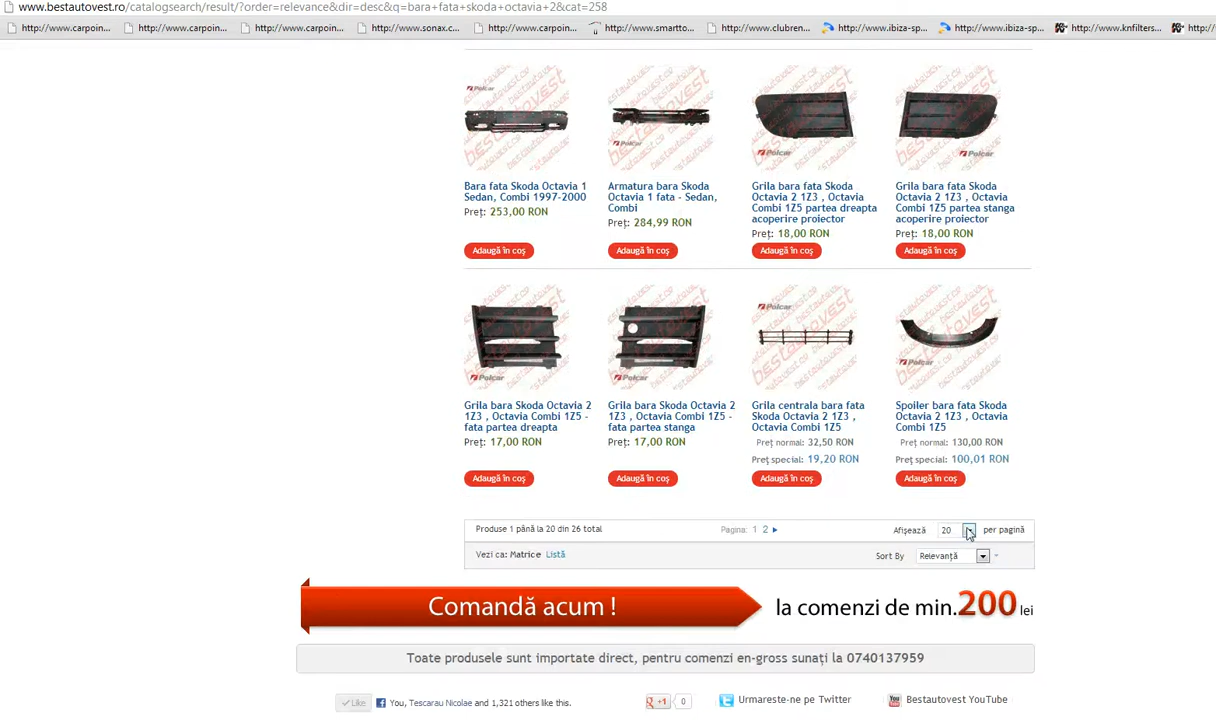 www.bestautovest.ro/catalogsearch/result/?order=relevance&dir=desc&q=bara+fata+skoda+octavia+2&cat=258
http://www.carpoin... http://www.carpoin... http://www.carpoin... http://www.sonax.c... http://www.carpoin... http://www.smartto... http://www.clubren... http://www.ibiza-sp... http://www.ibiza-sp... http://www.knfilters... http://
Polcar Polcar Polcar Polcar
Bara fata Skoda Octavia 1
Sedan, Combi 1997-2000
Preț: 253,00 RON
Adaugă în coș
Armatura bara Skoda
Octavia 1 fata - Sedan,
Combi
Preț: 284,99 RON
Adaugă în coș
Grila bara fata Skoda
Octavia 2 1Z3 , Octavia
Combi 1Z5 partea dreapta
acoperire proiector
Preț: 18,00 RON
Adaugă în coș
Grila bara fata Skoda
Octavia 2 1Z3 , Octavia
Combi 1Z5 partea stanga
acoperire proiector
Preț: 18,00 RON
Adaugă în coș
Polcar Polcar Polcar Polcar
Grila bara Skoda Octavia 2
1Z3 , Octavia Combi 1Z5 -
fata partea dreapta
Preț: 17,00 RON
Adaugă în coș
Grila bara Skoda Octavia 2
1Z3 , Octavia Combi 1Z5 -
fata partea stanga
Preț: 17,00 RON
Adaugă în coș
Grila centrala bara fata
Skoda Octavia 2 1Z3 ,
Octavia Combi 1Z5
Preț normal: 32,50 RON
Preț special: 19,20 RON
Adaugă în coș
Spoiler bara fata Skoda
Octavia 2 1Z3 , Octavia
Combi 1Z5
Preț normal: 130,00 RON
Preț special: 100,01 RON
Adaugă în coș
Produse 1 până la 20 din 26 total Pagina: 1 2 Afișează 20 per pagină
Vezi ca: Matrice Listă Sort By Relevanță
Comandă acum ! la comenzi de min.200 lei
Toate produsele sunt importate direct, pentru comenzi en-gross sunați la 0740137959
Like You, Tescarau Nicolae and 1,321 others like this. +1 0 Urmareste-ne pe Twitter You Bestautovest YouTube